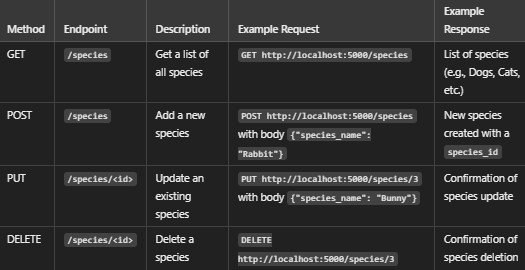 Method Endpoint Description Example Request Example Response
GET /species Get a list of all species GET http://localhost:5000/species List of species (e.g., Dogs, Cats, etc.)
POST /species Add a new species POST http://localhost:5000/species with body {"species_name": "Rabbit"} New species created with a species_id
PUT /species/<id> Update an existing species PUT http://localhost:5000/species/3 with body {"species_name": "Bunny"} Confirmation of species update
DELETE /species/<id> Delete a species DELETE http://localhost:5000/species/3 Confirmation of species deletion